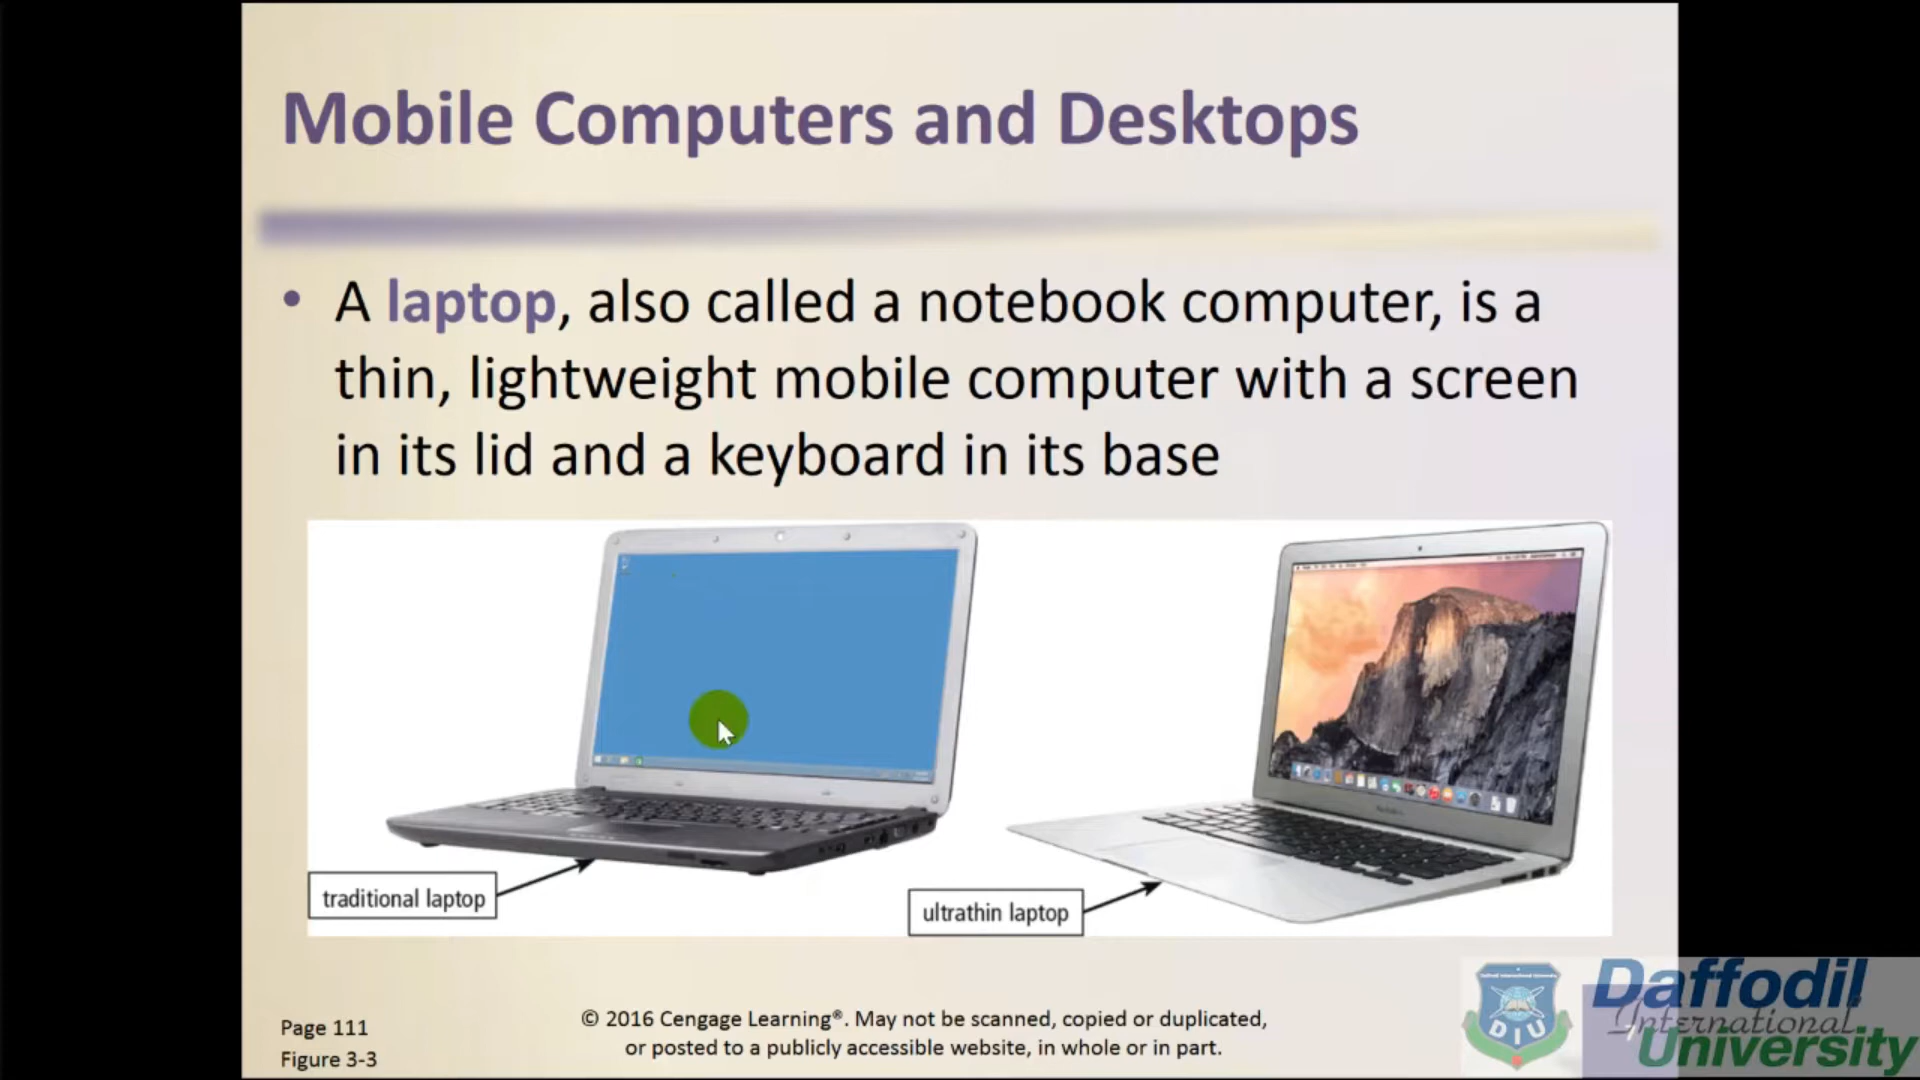 Mobile Computers and Desktops
• A laptop, also called a notebook computer, is a
thin, lightweight mobile computer with a screen
in its lid and a keyboard in its base
traditional laptop
ultrathin laptop
Page 111
Figure 3-3
© 2016 Cengage Learning®. May not be scanned, copied or duplicated,
or posted to a publicly accessible website, in whole or in part.
DIU
Daffodil
International
University